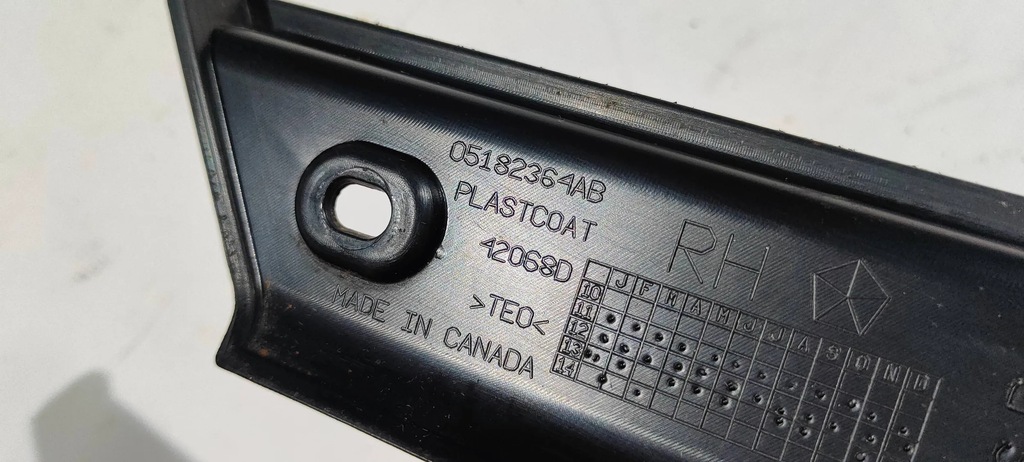 05182364AB
PLASTCOAT
42068D
>TEO<
MADE IN CANADA
RH
J F M A M J J A S O N D
10
11
12
13
14